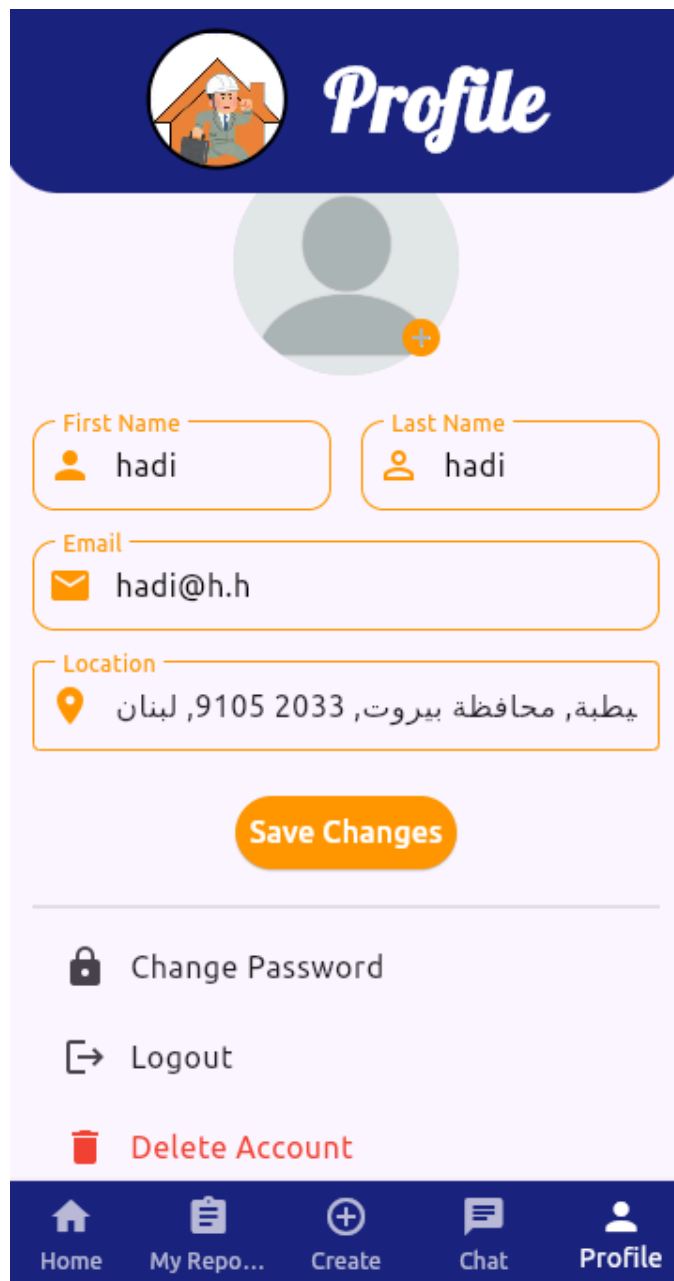 Profile
First Name
hadi
Last Name
hadi
Email
hadi@h.h
Location
يطبة, محافظة بيروت, 2033 9105, لبنان
Save Changes
Change Password
Logout
Delete Account
Home
My Repo...
Create
Chat
Profile